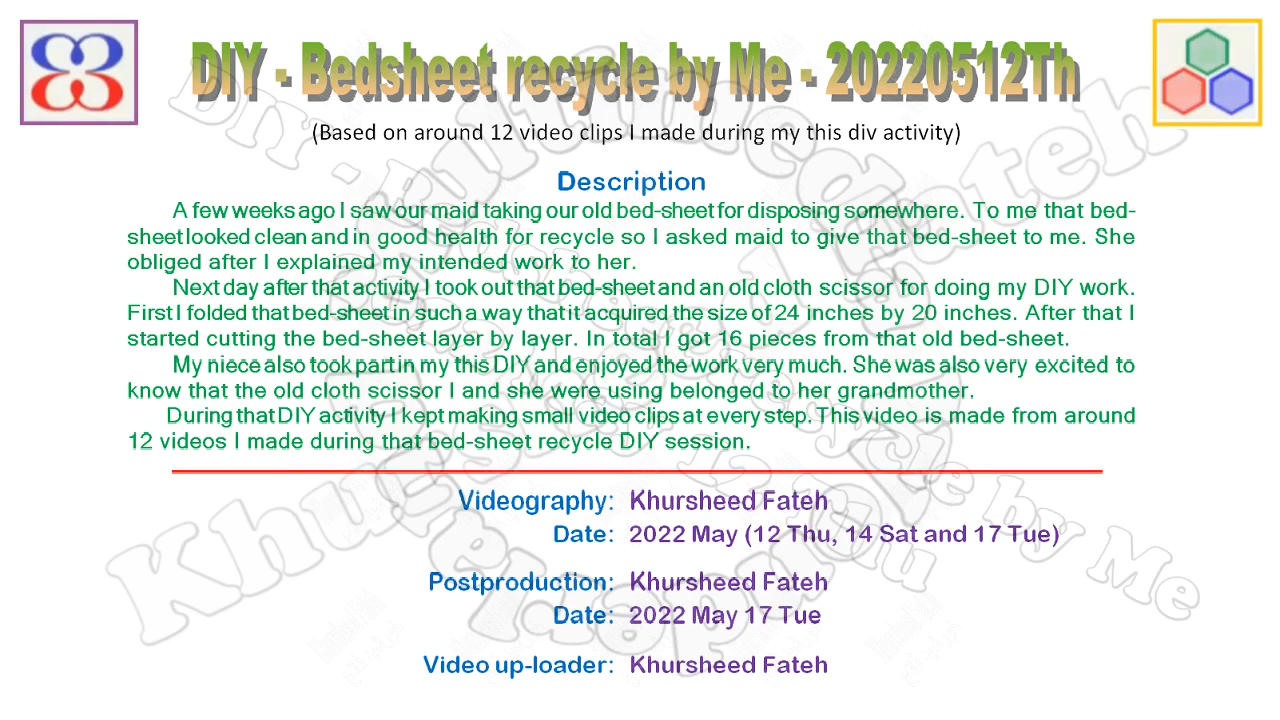 DIY - Bedsheet recycle by Me - 20220512Th
(Based on around 12 video clips I made during my this div activity)
Description
A few weeks ago I saw our maid taking our old bed-sheet for disposing somewhere. To me that bed-
sheet looked clean and in good health for recycle so I asked maid to give that bed-sheet to me. She
obliged after I explained my intended work to her.
Next day after that activity I took out that bed-sheet and an old cloth scissor for doing my DIY work.
First I folded that bed-sheet in such a way that it acquired the size of 24 inches by 20 inches. After that I
started cutting the bed-sheet layer by layer. In total I got 16 pieces from that old bed-sheet.
My niece also took part in my this DIY and enjoyed the work very much. She was also very excited to
know that the old cloth scissor I and she were using belonged to her grandmother.
During that DIY activity I kept making small video clips at every step. This video is made from around
12 videos I made during that bed-sheet recycle DIY session.
Videography: Khursheed Fateh
Date: 2022 May (12 Thu, 14 Sat and 17 Tue)
Postproduction: Khursheed Fateh
Date: 2022 May 17 Tue
Video up-loader: Khursheed Fateh